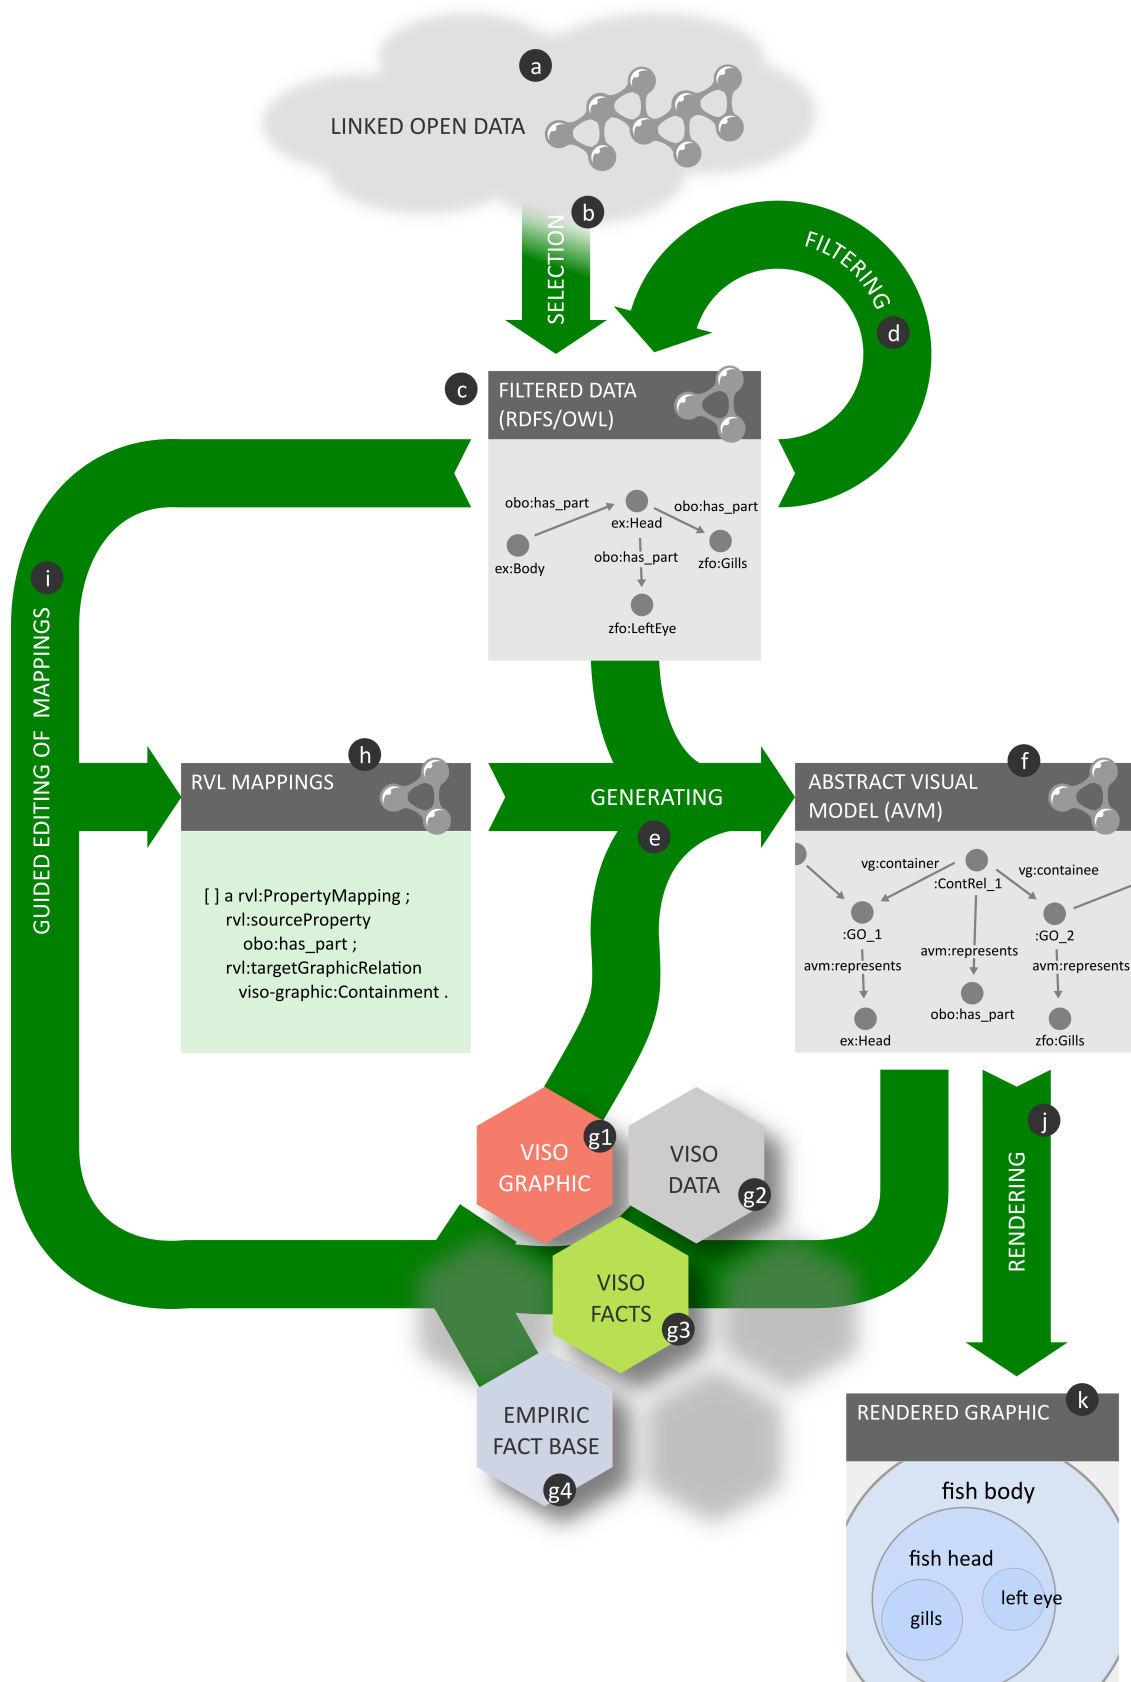 a
LINKED OPEN DATA
b
SELECTION
FILTERING
d
c
FILTERED DATA
(RDFS/OWL)
obo:has_part
obo:has_part
ex:Head
obo:has_part
ex:Body
zfo:Gills
zfo:LeftEye
i
GUIDED EDITING OF MAPPINGS
h
RVL MAPPINGS
[ ] a rvl:PropertyMapping ;
rvl:sourceProperty
obo:has_part ;
rvl:targetGraphicRelation
viso-graphic:Containment .
GENERATING
e
f
ABSTRACT VISUAL
MODEL (AVM)
vg:container
vg:containee
:ContRel_1
:GO_1
:GO_2
avm:represents
avm:represents
avm:represents
obo:has_part
ex:Head
zfo:Gills
g1
VISO
GRAPHIC
VISO
DATA
g2
VISO
FACTS
g3
EMPIRIC
FACT BASE
g4
j
RENDERING
k
RENDERED GRAPHIC
fish body
fish head
left eye
gills